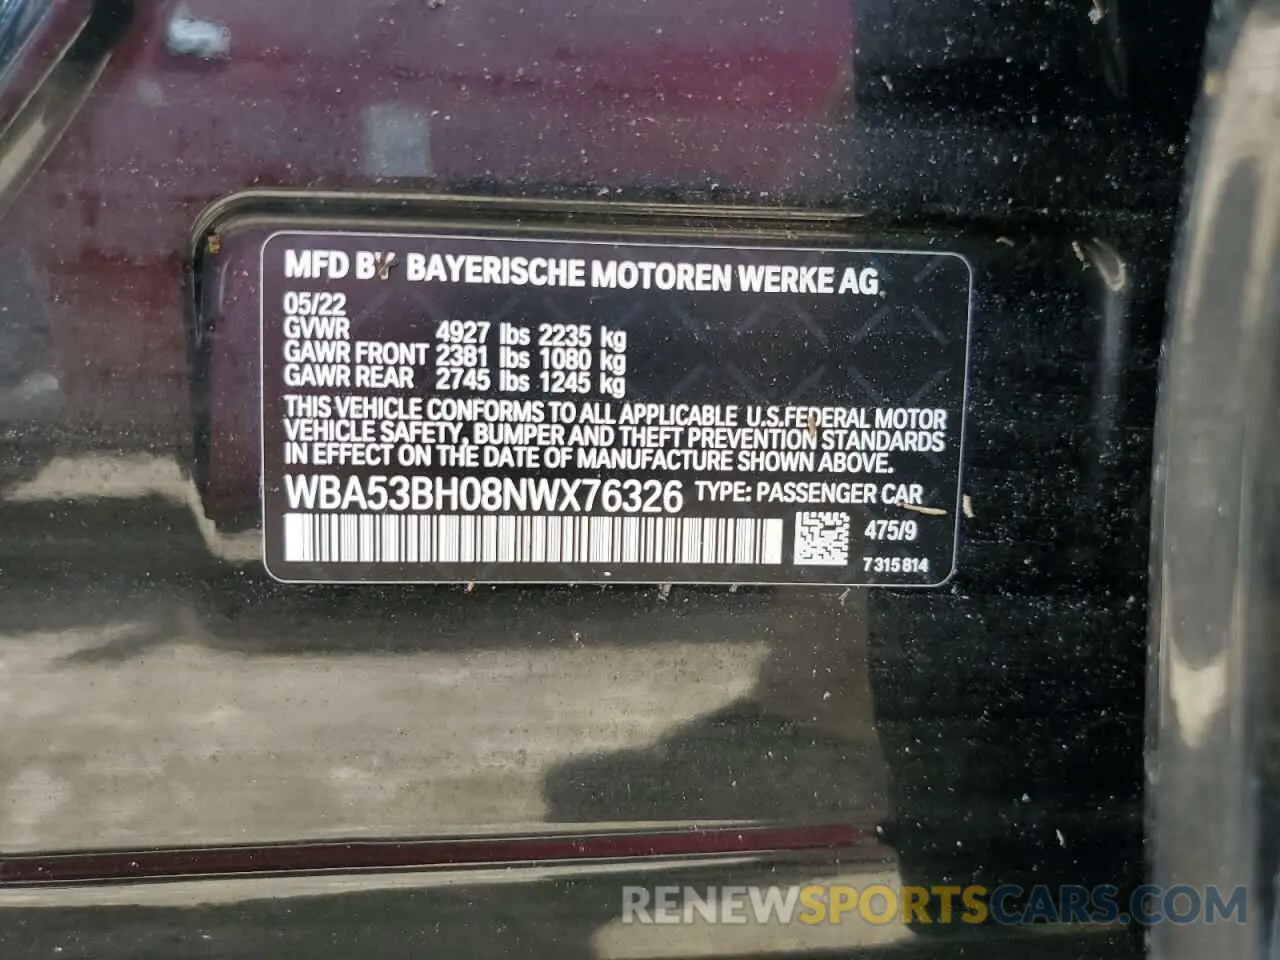 MFD BY BAYERISCHE MOTOREN WERKE AG.
05/22
GVWR 4927 lbs 2235 kg
GAWR FRONT 2381 lbs 1080 kg
GAWR REAR 2745 lbs 1245 kg
THIS VEHICLE CONFORMS TO ALL APPLICABLE U.S.FEDERAL MOTOR
VEHICLE SAFETY, BUMPER AND THEFT PREVENTION STANDARDS
IN EFFECT ON THE DATE OF MANUFACTURE SHOWN ABOVE.
WBA53BH08NWX76326 TYPE: PASSENGER CAR
475/9
7315814
RENEWSPORTSCARS.COM